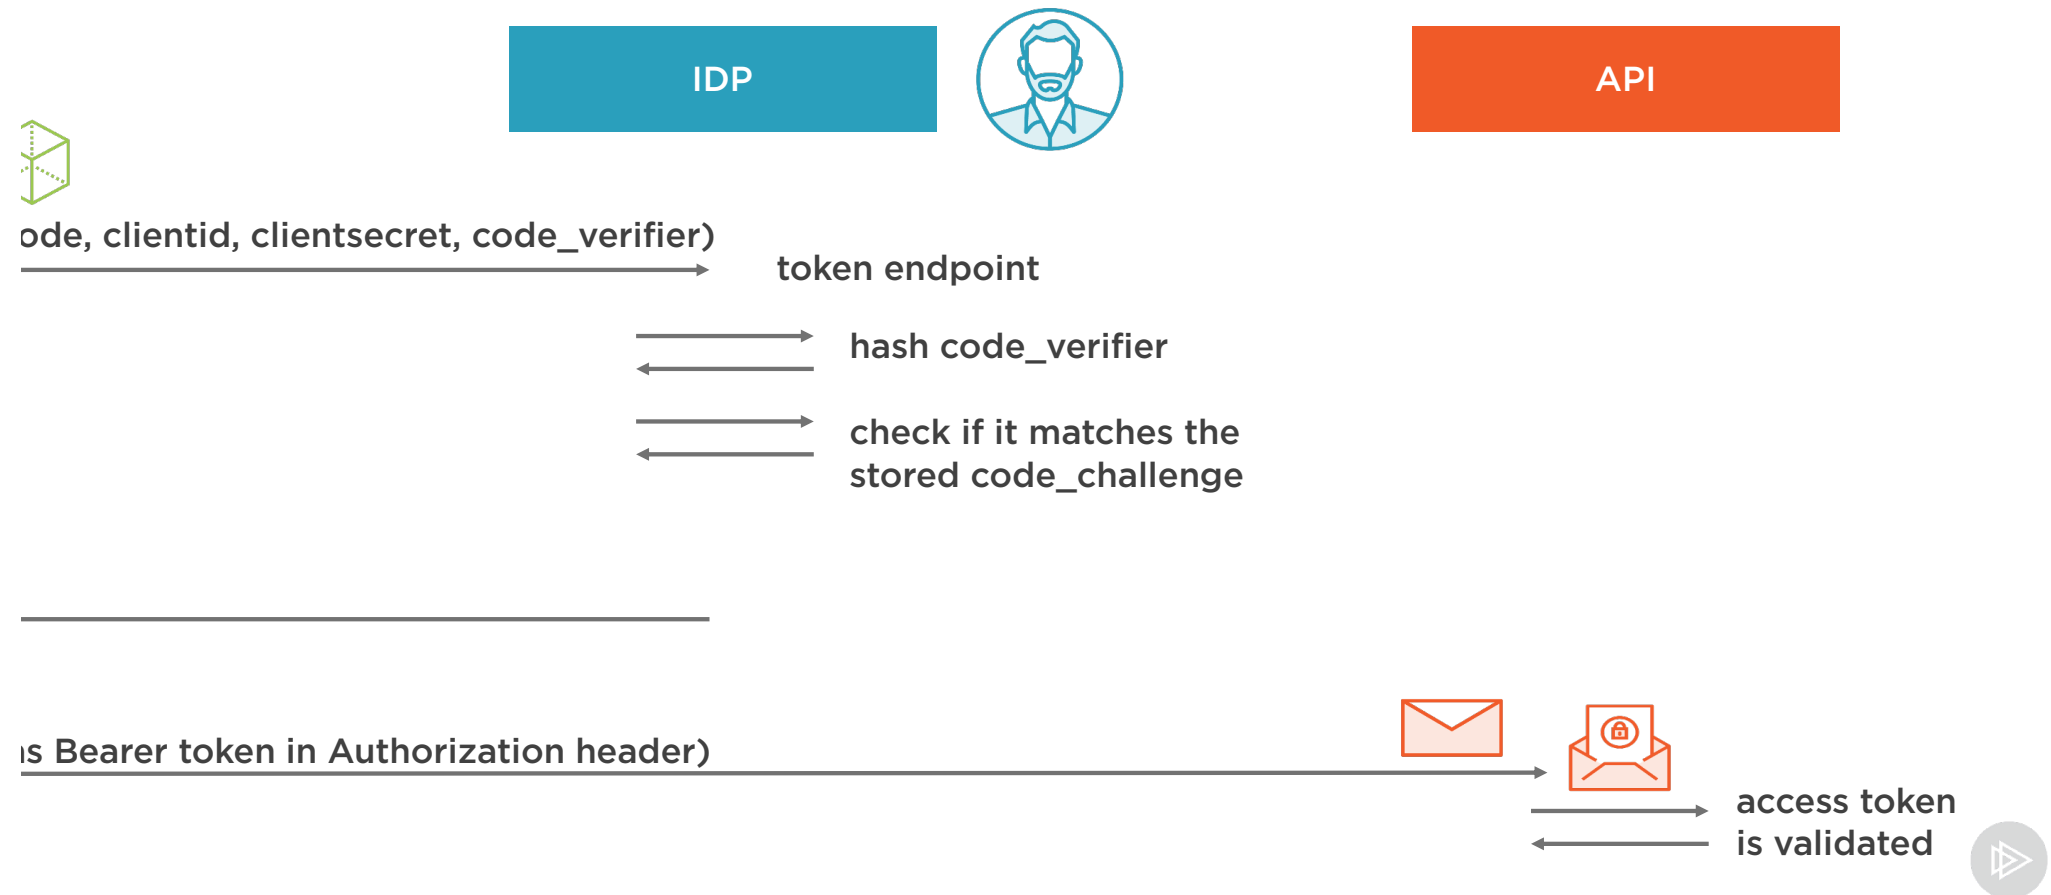 IDP
API
ode, clientid, clientsecret, code_verifier)
token endpoint
hash code_verifier
check if it matches the
stored code_challenge
as Bearer token in Authorization header)
access token
is validated